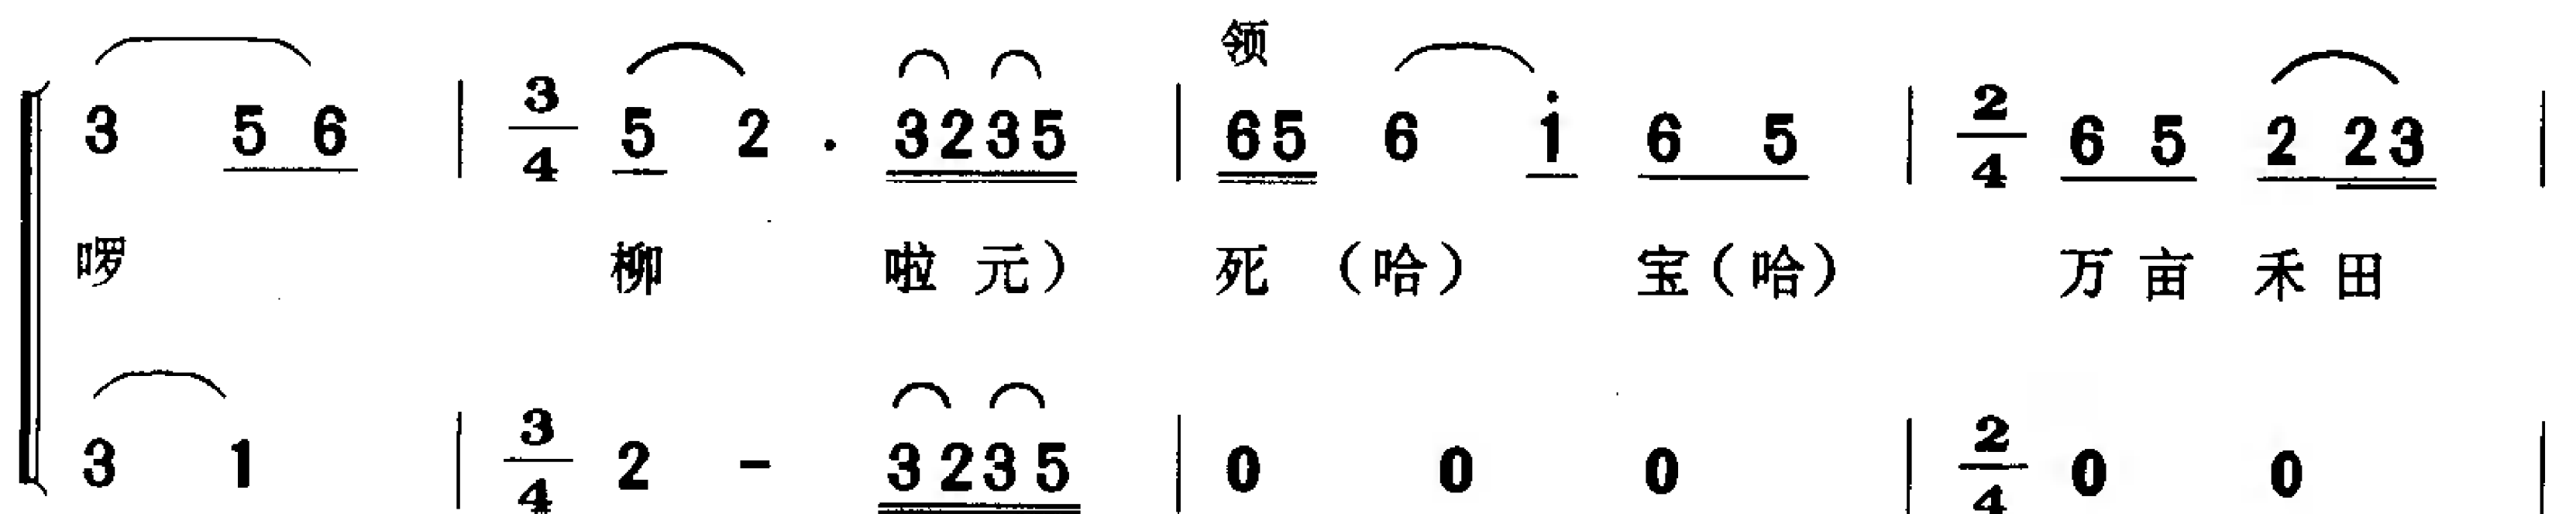 领
3 5 6 | 3/4 5 2 . 3235 | 65 6 i 6 5 | 2/4 6 5 2 23 |
啰 柳 啦 元） 死（哈） 宝（哈） 万 亩 禾 田
3 1 | 3/4 2 - 3235 | 0 0 0 | 2/4 0 0 |